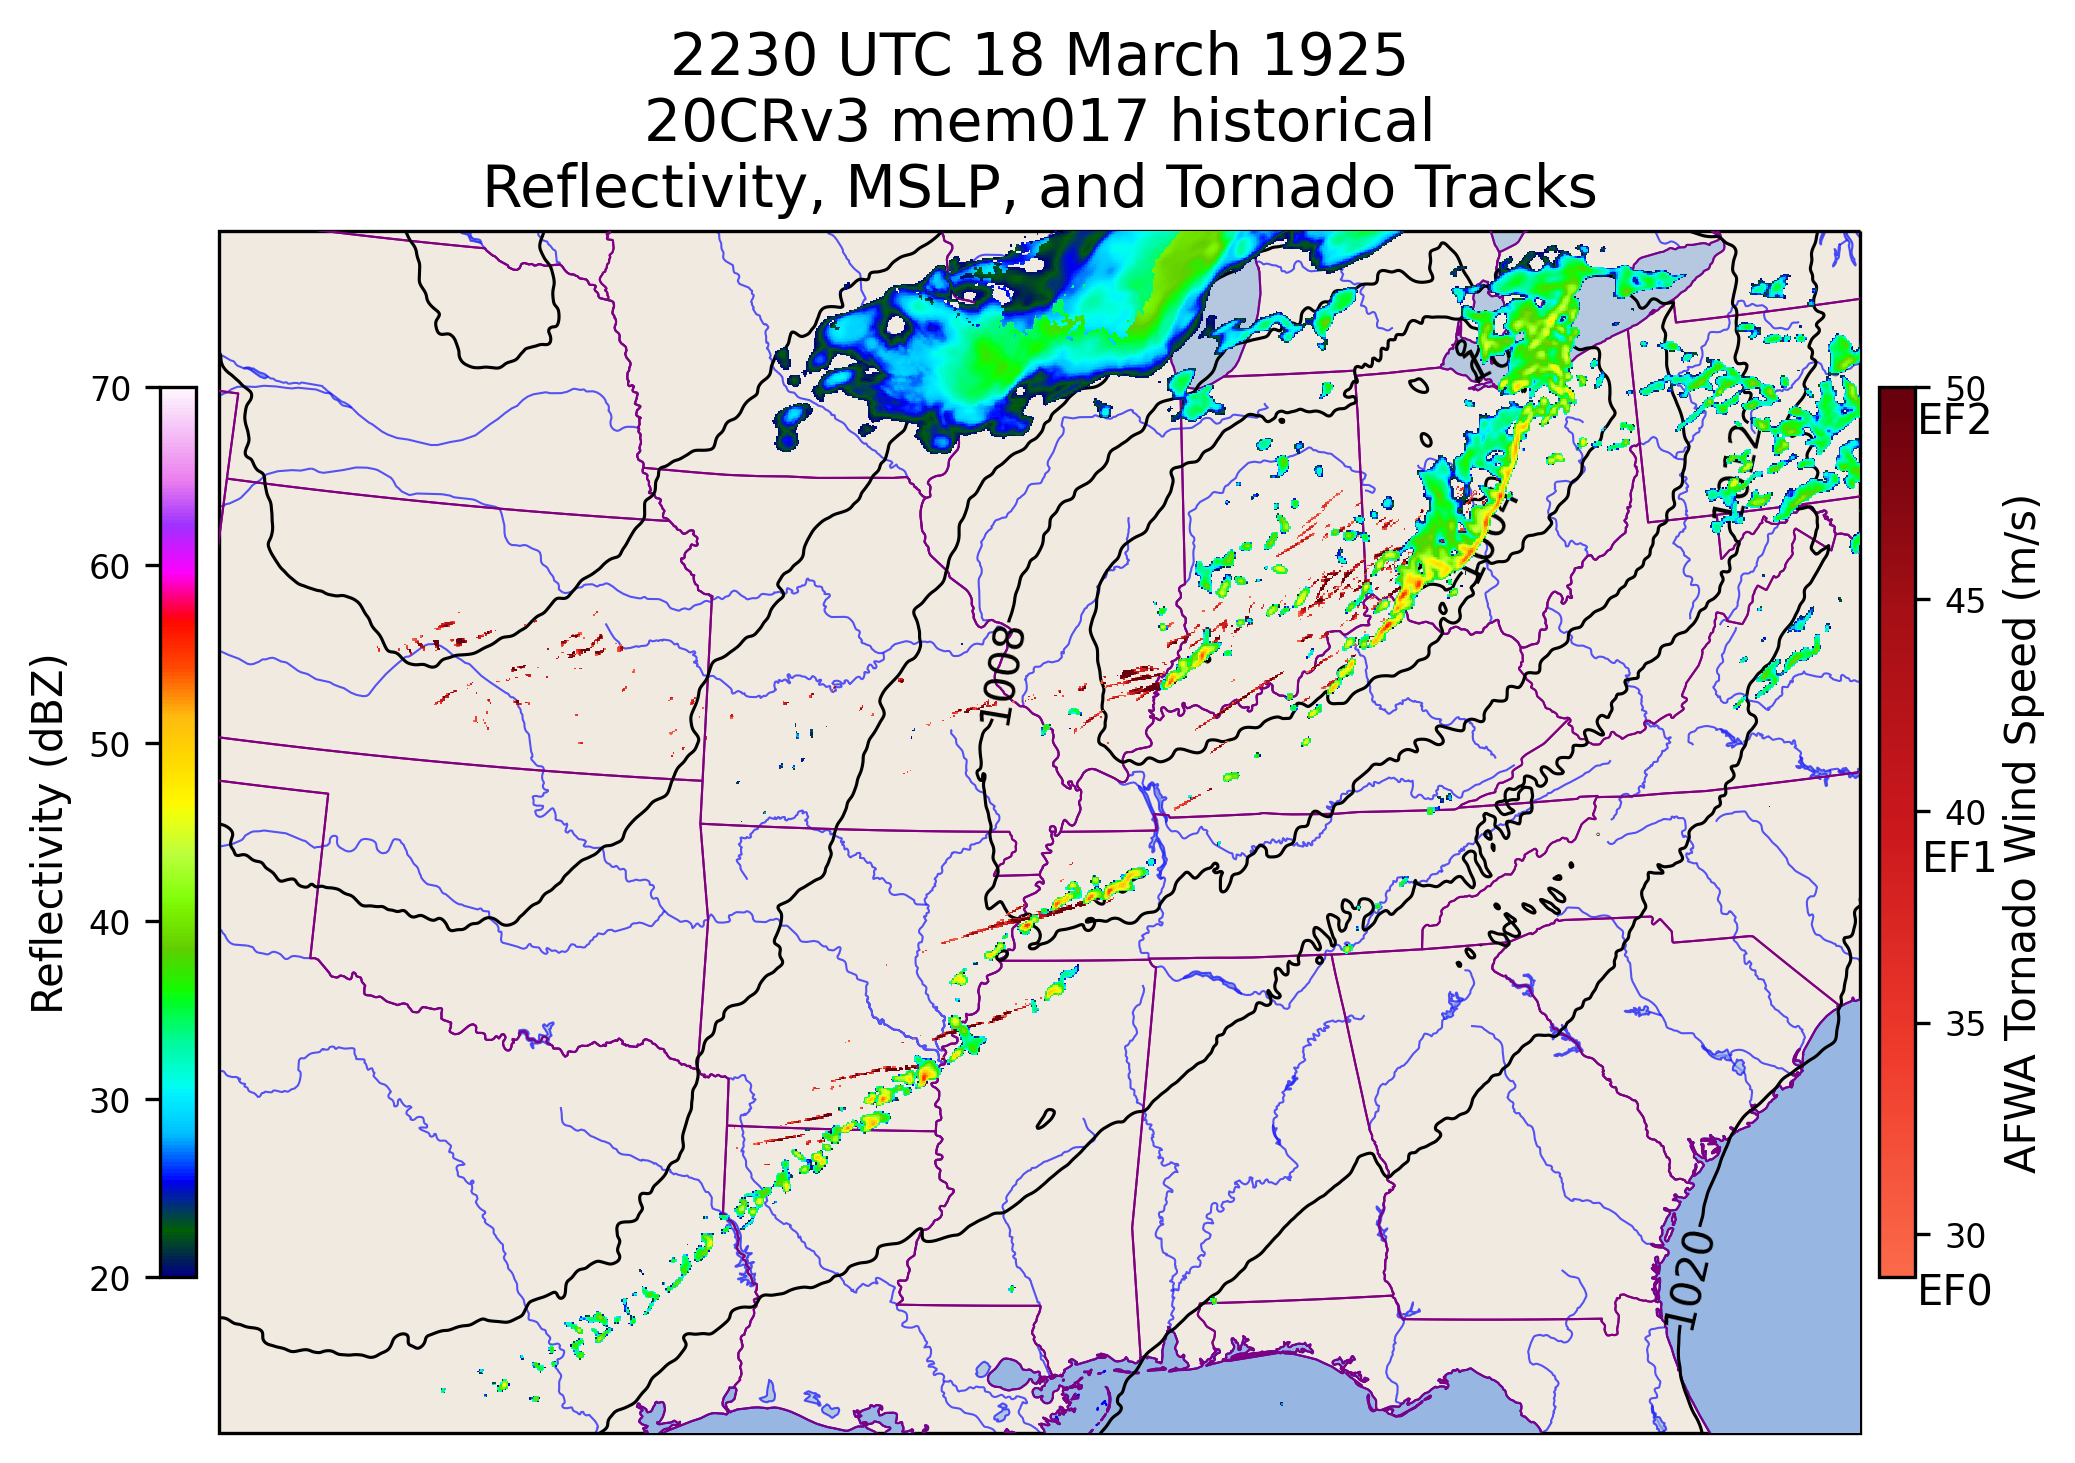 2230 UTC 18 March 1925
20CRv3 mem017 historical
Reflectivity, MSLP, and Tornado Tracks
70
60
50
40
30
20
Reflectivity (dBZ)
1008
1004
1012
1020
50
EF2
45
40
EF1
35
30
EF0
AFWA Tornado Wind Speed (m/s)